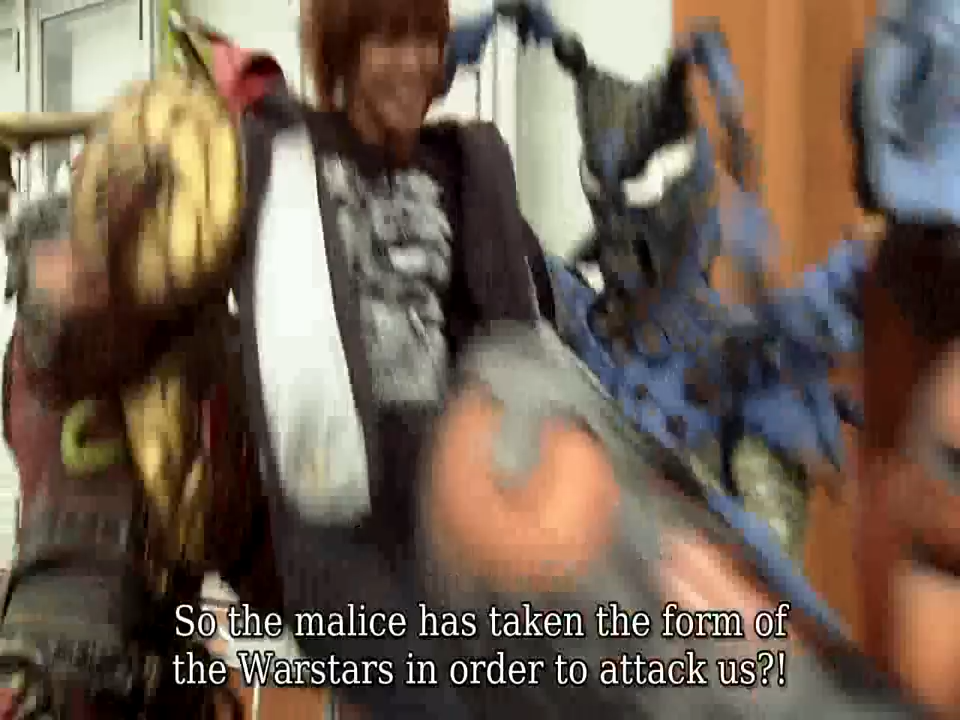 So the malice has taken the form of
the Warstars in order to attack us?!